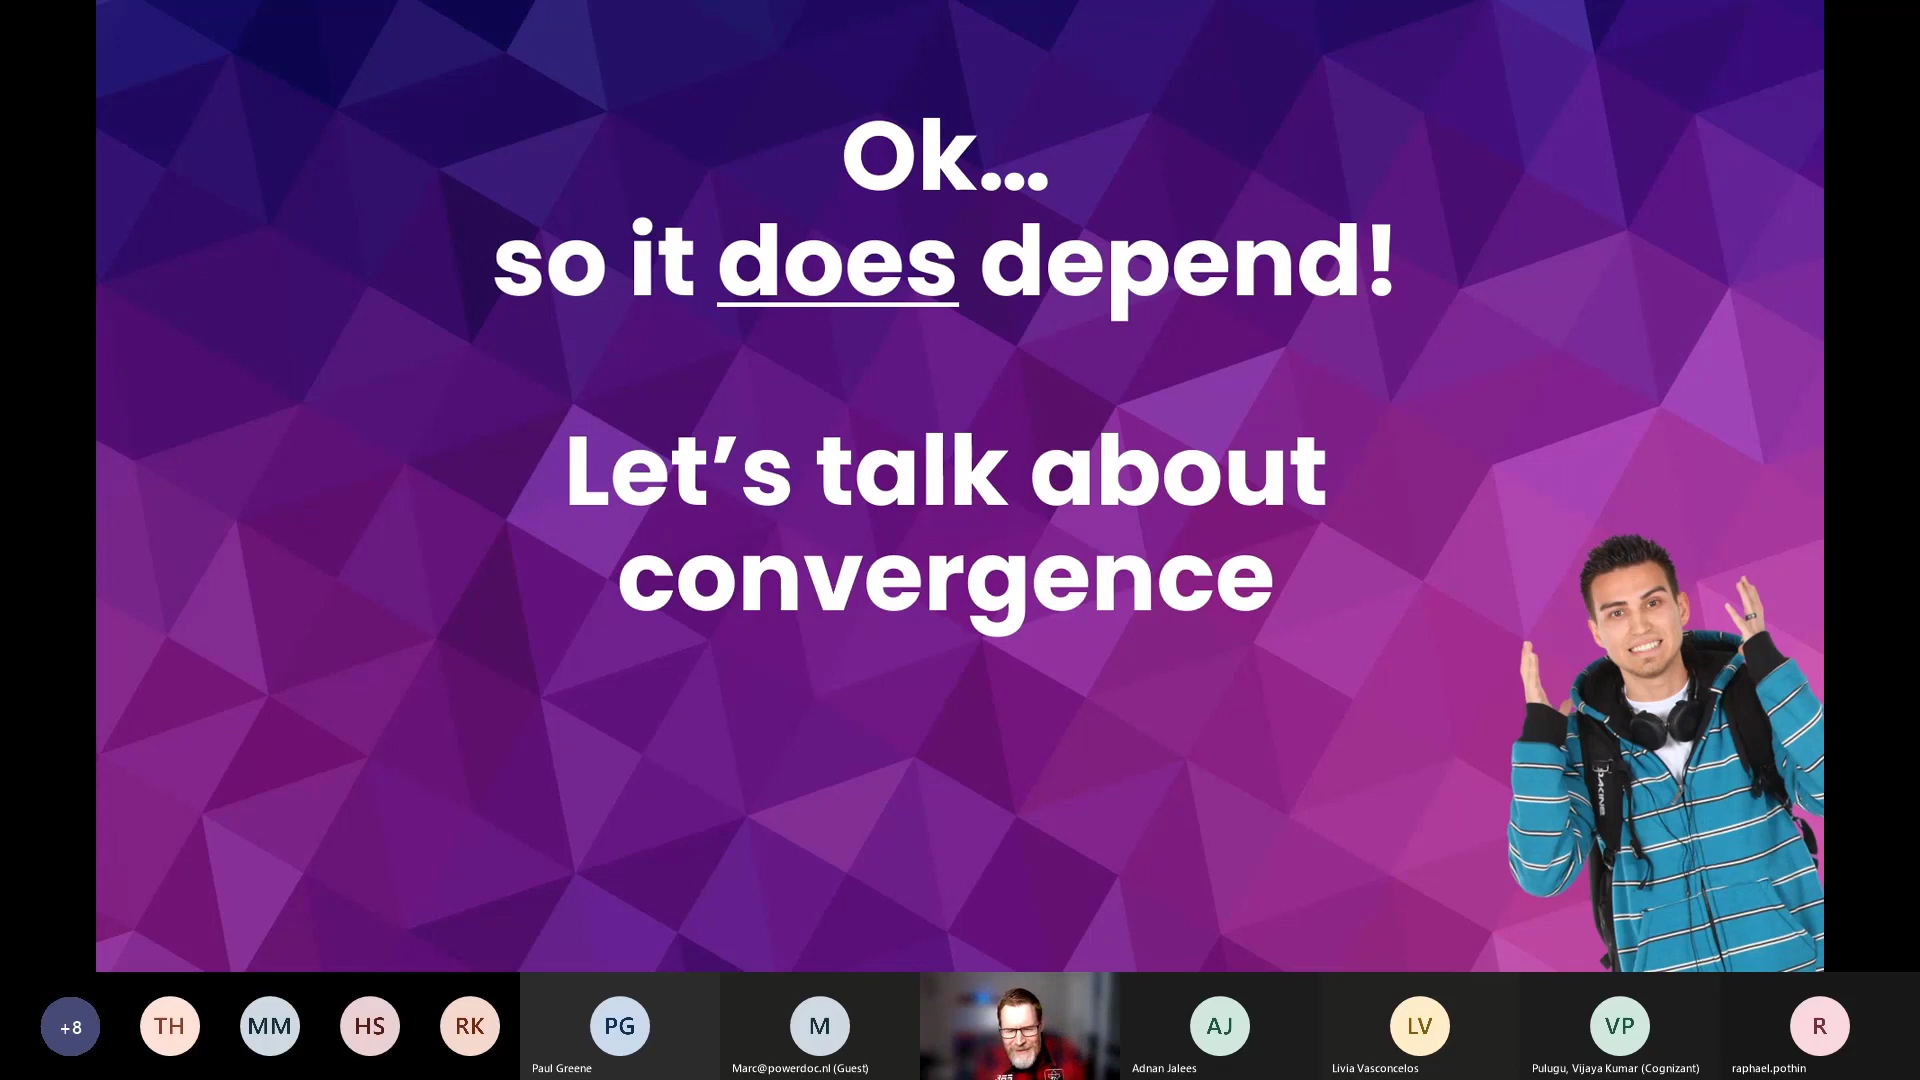 Ok…
so it does depend!
Let’s talk about
convergence
DAKINE
+8
TH
MM
HS
RK
PG
M
AJ
LV
VP
R
Paul Greene
Marc@powerdoc.nl (Guest)
Adnan Jalees
Livia Vasconcelos
Pulugu, Vijaya Kumar (Cognizant)
raphael.pothin